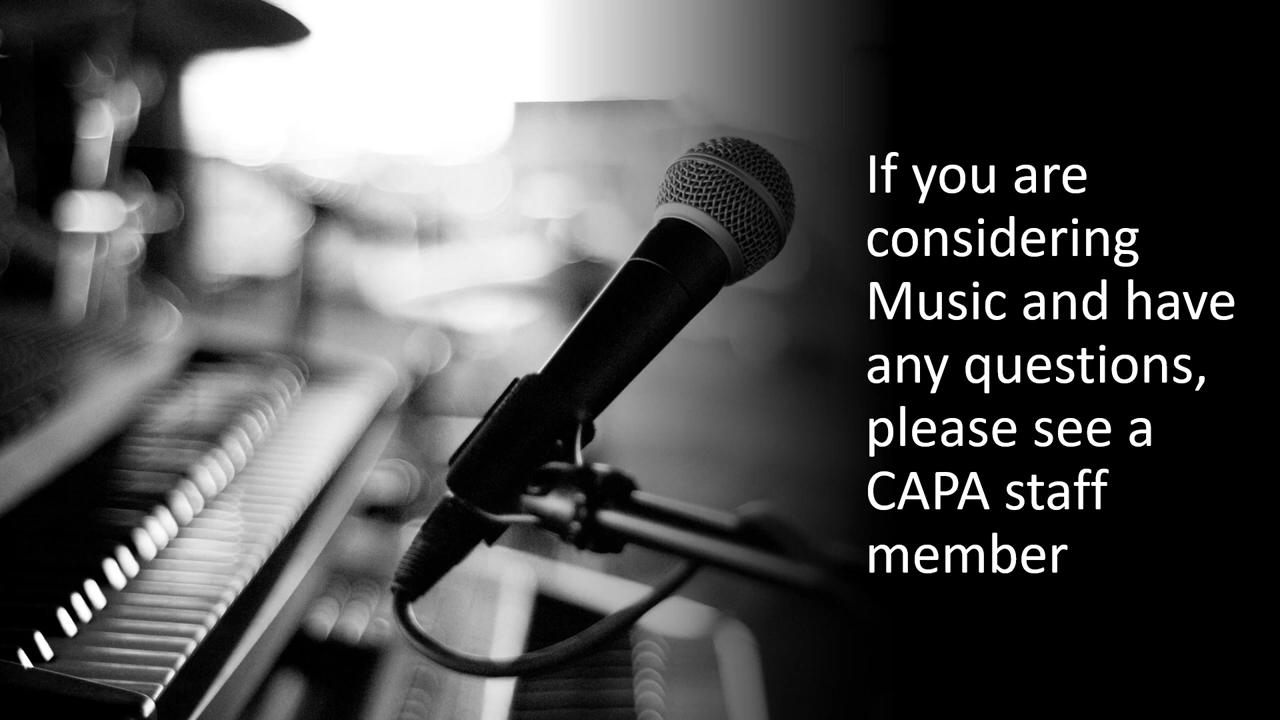 If you are
considering
Music and have
any questions,
please see a
CAPA staff
member